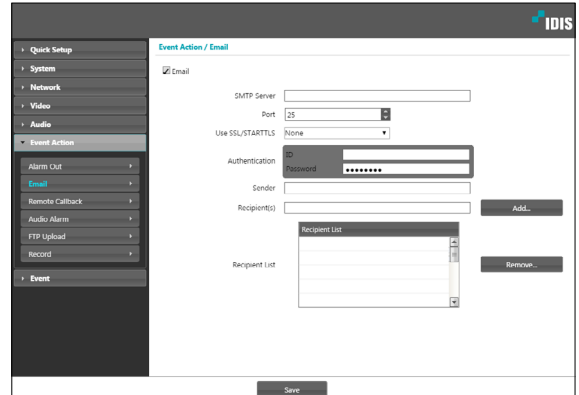 IDIS
Quick Setup
System
Network
Video
Audio
Event Action
Alarm Out
Email
Remote Callback
Audio Alarm
FTP Upload
Record
Event
Event Action / Email
Email
SMTP Server
Port 25
Use SSL/STARTTLS None
Authentication
ID
Password ••••••••
Sender
Recipient(s) Add...
Recipient List
Recipient List Remove...
Save